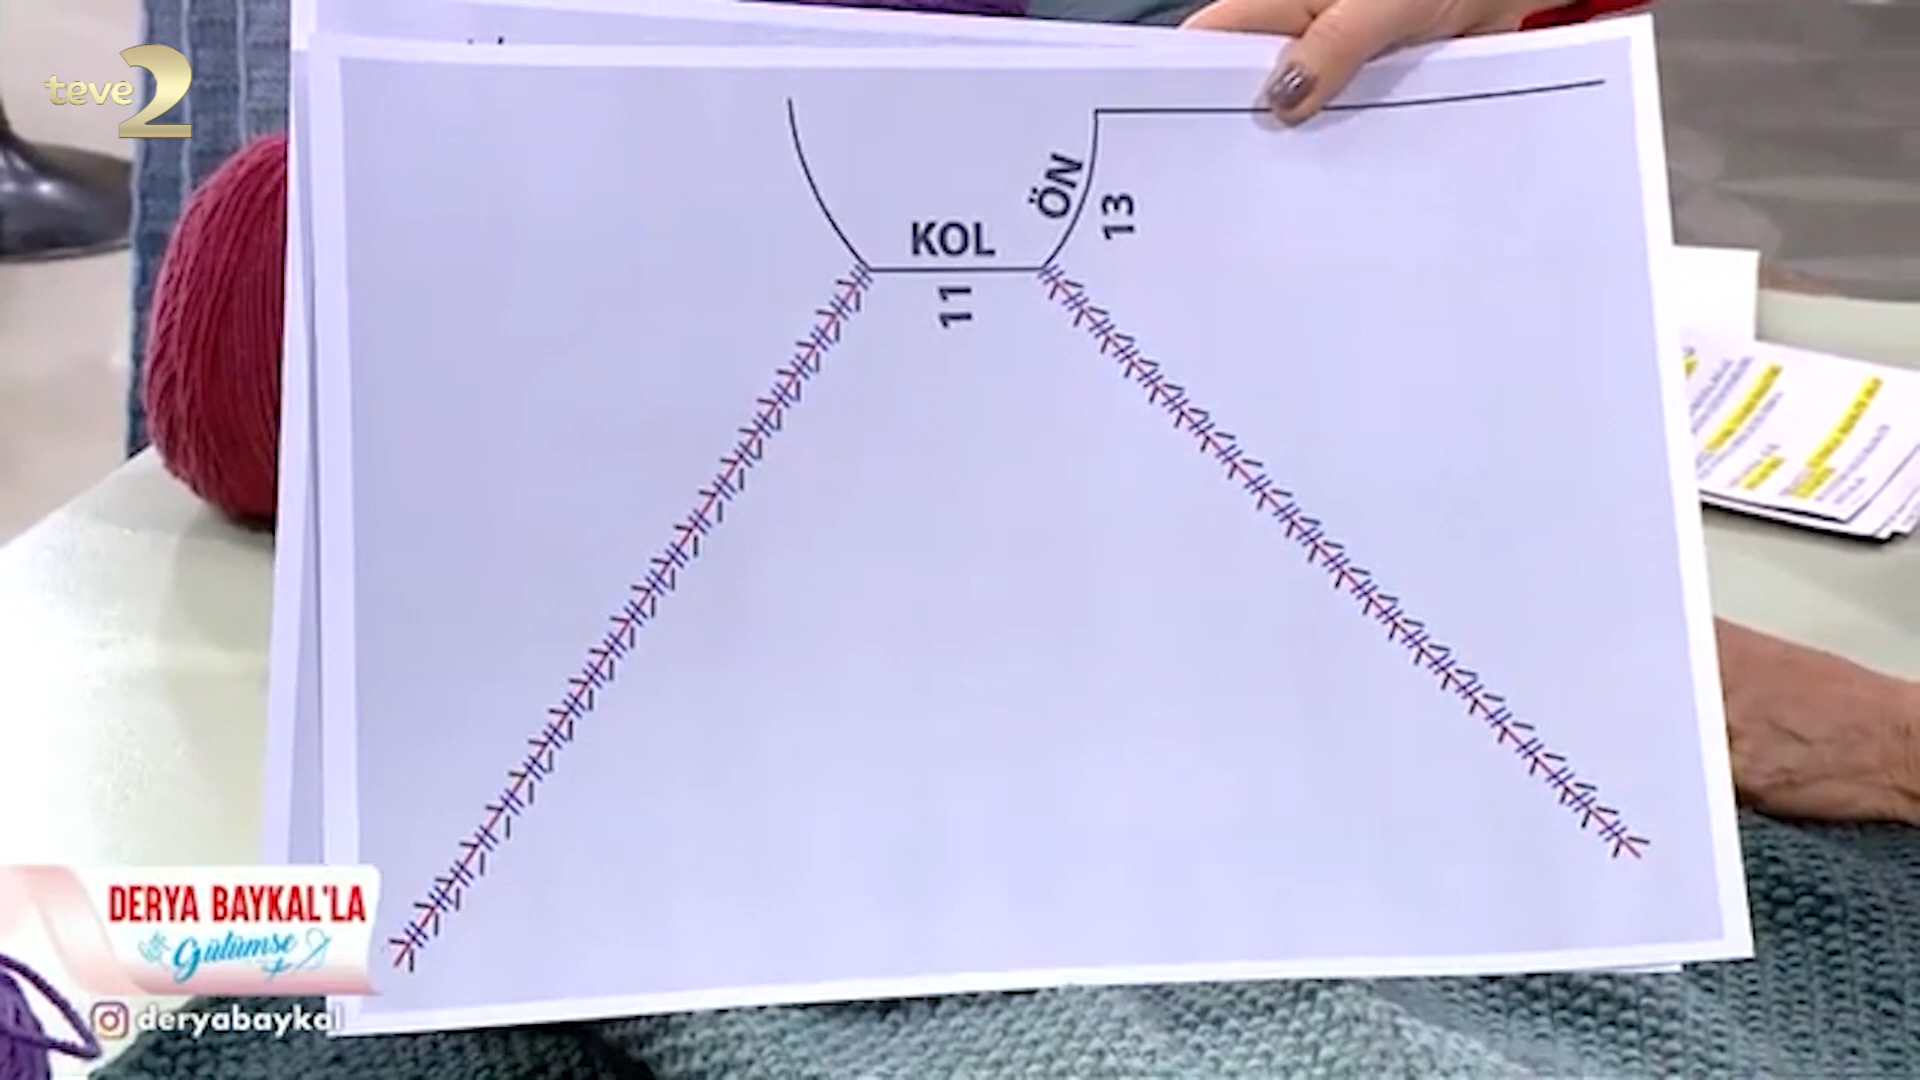 teve2
ÖN
13
KOL
11
DERYA BAYKAL'LA
Gülümse
deryabaykal